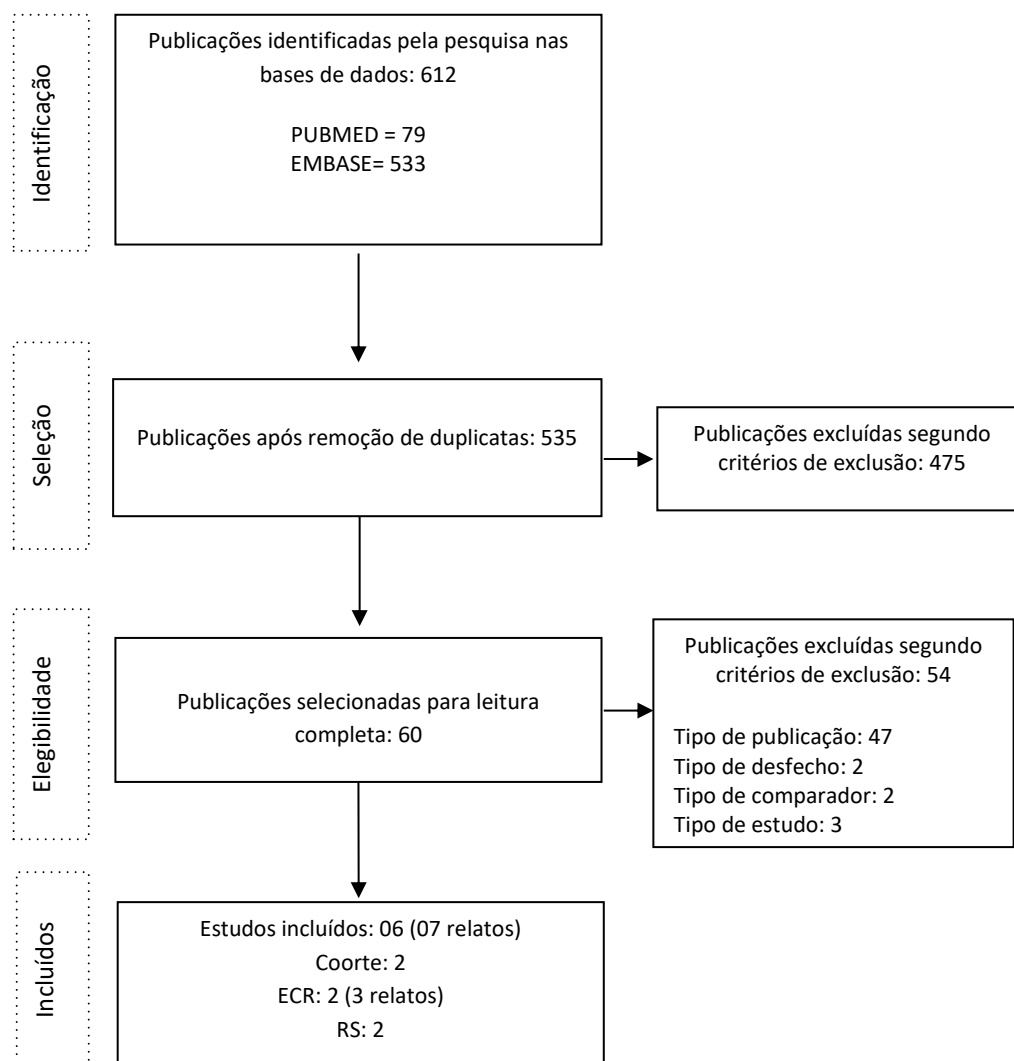 Identificação
Publicações identificadas pela pesquisa nas
bases de dados: 612
PUBMED = 79
EMBASE= 533
Seleção
Publicações após remoção de duplicatas: 535
Publicações excluídas segundo
critérios de exclusão: 475
Elegibilidade
Publicações selecionadas para leitura
completa: 60
Publicações excluídas segundo
critérios de exclusão: 54
Tipo de publicação: 47
Tipo de desfecho: 2
Tipo de comparador: 2
Tipo de estudo: 3
Incluídos
Estudos incluídos: 06 (07 relatos)
Coorte: 2
ECR: 2 (3 relatos)
RS: 2